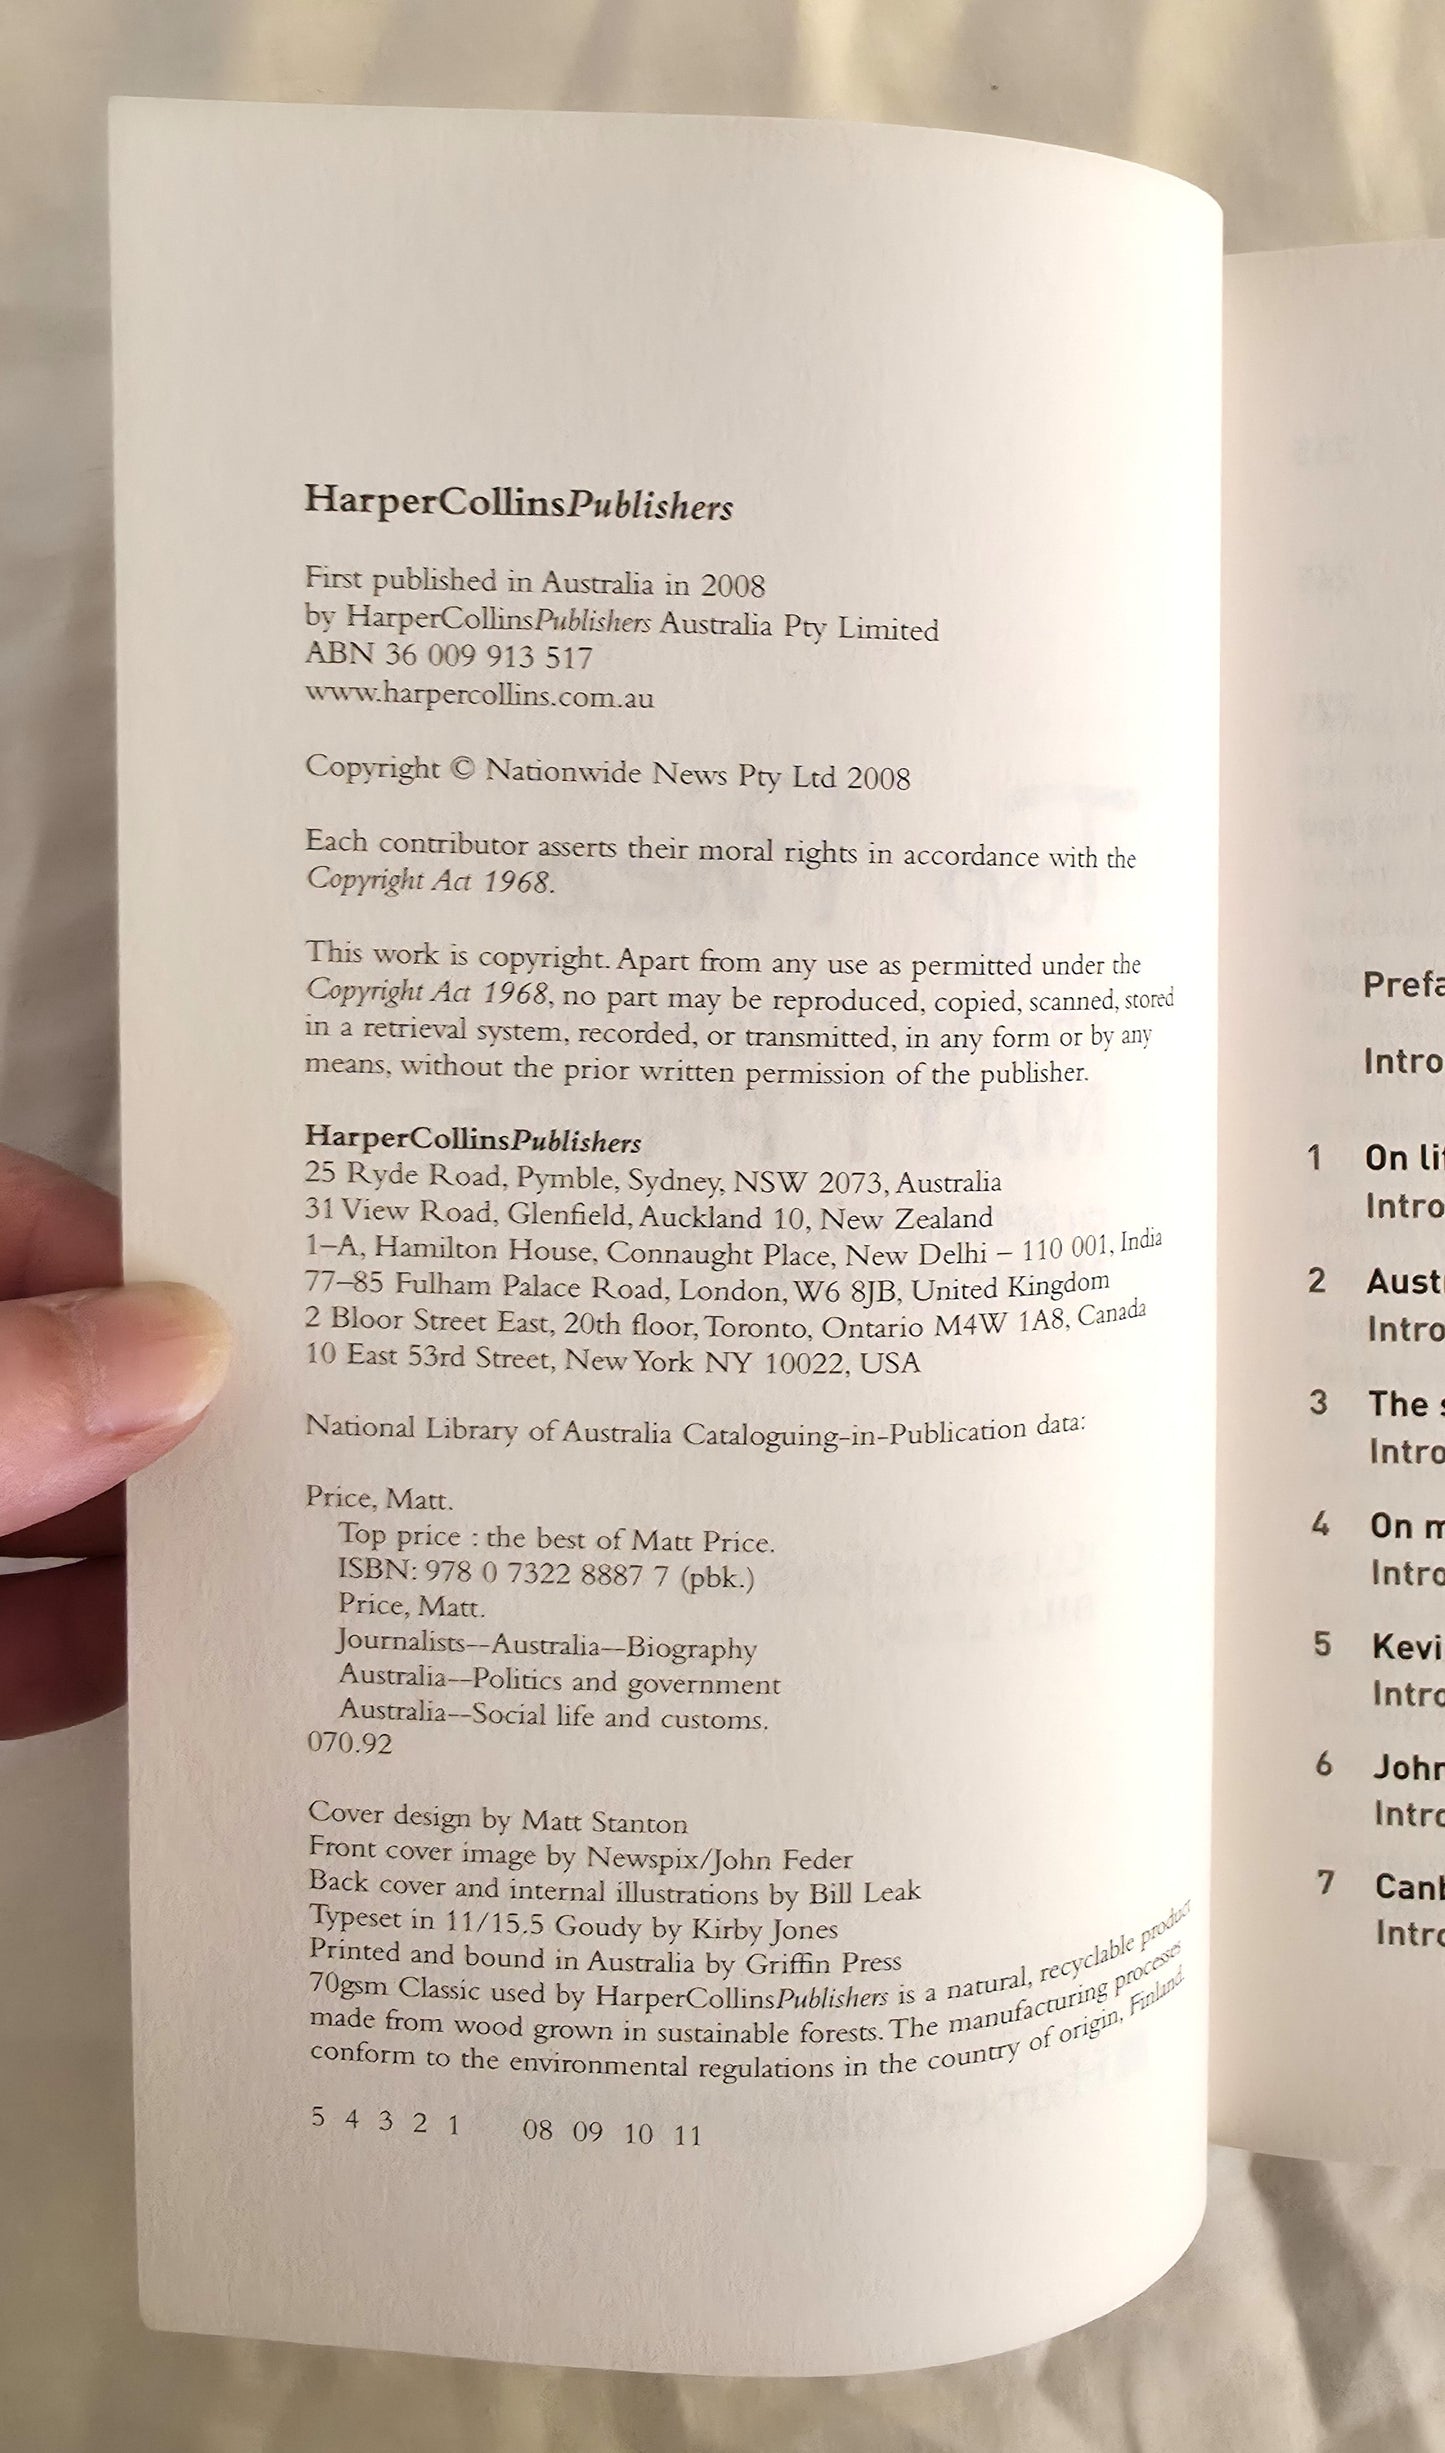 HarperCollinsPublishers
First published in Australia in 2008
by HarperCollinsPublishers Australia Pty Limited
ABN 36 009 913 517
www.harpercollins.com.au
Copyright © Nationwide News Pty Ltd 2008
Each contributor asserts their moral rights in accordance with the
Copyright Act 1968.
This work is copyright. Apart from any use as permitted under the
Copyright Act 1968, no part may be reproduced, copied, scanned, stored
in a retrieval system, recorded, or transmitted, in any form or by any
means, without the prior written permission of the publisher.
HarperCollinsPublishers
25 Ryde Road, Pymble, Sydney, NSW 2073, Australia
31 View Road, Glenfield, Auckland 10, New Zealand
1–A, Hamilton House, Connaught Place, New Delhi – 110 001, India
77–85 Fulham Palace Road, London, W6 8JB, United Kingdom
2 Bloor Street East, 20th floor, Toronto, Ontario M4W 1A8, Canada
10 East 53rd Street, New York NY 10022, USA
National Library of Australia Cataloguing-in-Publication data:
Price, Matt.
Top price : the best of Matt Price.
ISBN: 978 0 7322 8887 7 (pbk.)
Price, Matt.
Journalists--Australia--Biography
Australia--Politics and government
Australia--Social life and customs.
070.92
Cover design by Matt Stanton
Front cover image by Newspix/John Feder
Back cover and internal illustrations by Bill Leak
Typeset in 11/15.5 Goudy by Kirby Jones
Printed and bound in Australia by Griffin Press
70gsm Classic used by HarperCollinsPublishers is a natural, recyclable product
made from wood grown in sustainable forests. The manufacturing processes
conform to the environmental regulations in the country of origin, Finland.
5 4 3 2 1 08 09 10 11
Prefa
Intro
1 On li
Intro
2 Aust
Intro
3 The
Intro
4 On
Intro
5 Kevi
Intro
6 John
Intro
7 Canb
Intro